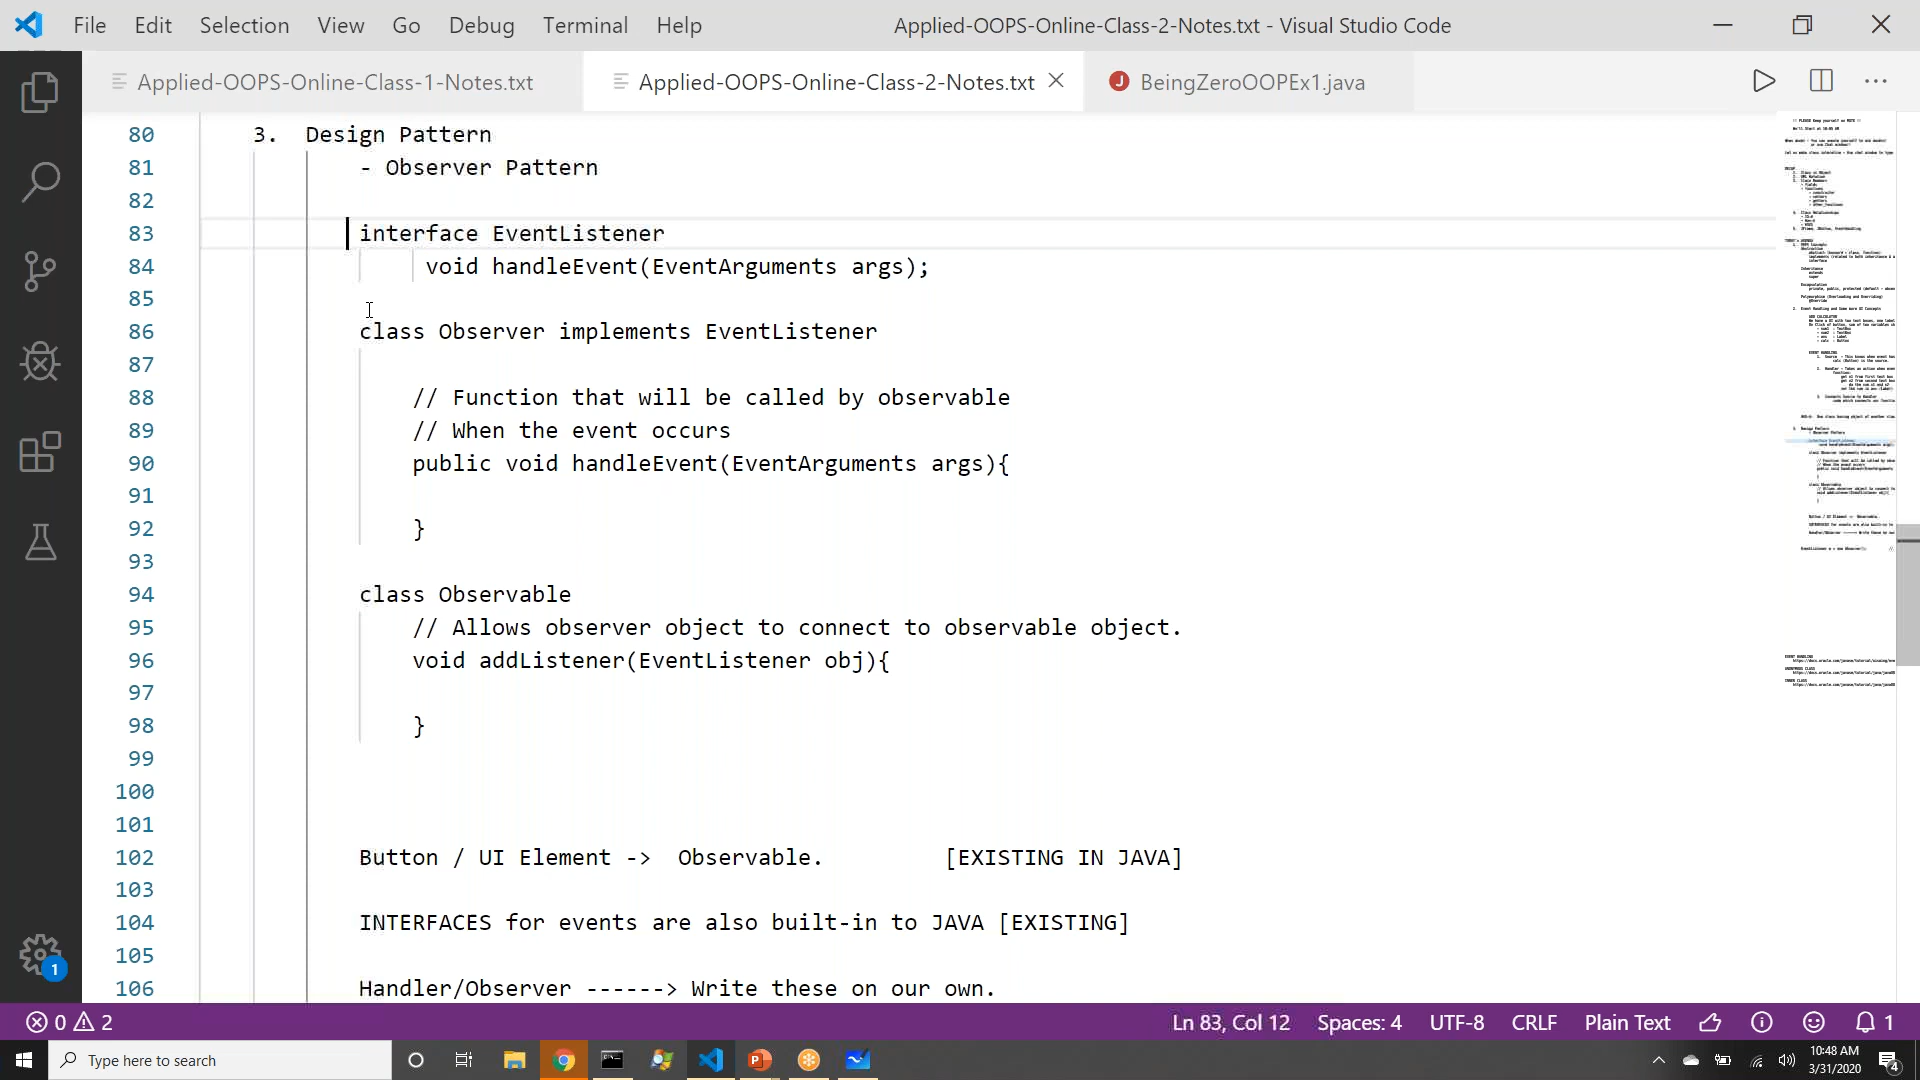 File Edit Selection View Go Debug Terminal Help Applied-OOPS-Online-Class-2-Notes.txt - Visual Studio Code
Applied-OOPS-Online-Class-1-Notes.txt Applied-OOPS-Online-Class-2-Notes.txt J BeingZeroOOPEx1.java
80 3. Design Pattern
81 - Observer Pattern
82
83 interface EventListener
84 void handleEvent(EventArguments args);
85
86 class Observer implements EventListener
87
88 // Function that will be called by observable
89 // When the event occurs
90 public void handleEvent(EventArguments args){
91
92 }
93
94 class Observable
95 // Allows observer object to connect to observable object.
96 void addListener(EventListener obj){
97
98 }
99
100
101
102 Button / UI Element -> Observable. [EXISTING IN JAVA]
103
104 INTERFACES for events are also built-in to JAVA [EXISTING]
105
106 Handler/Observer ------> Write these on our own.
1
0 2 Ln 83, Col 12 Spaces: 4 UTF-8 CRLF Plain Text 1
Type here to search
10:48 AM
3/31/2020
4